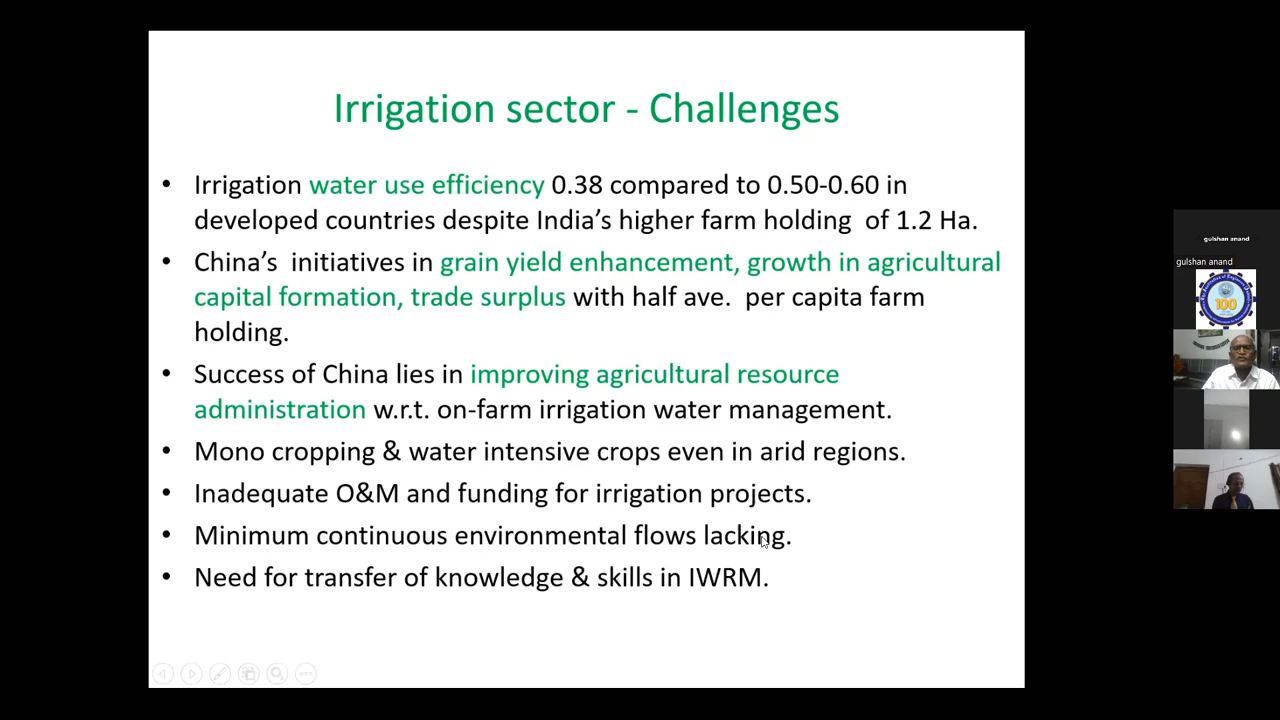 Irrigation sector - Challenges
• Irrigation water use efficiency 0.38 compared to 0.50-0.60 in
developed countries despite India's higher farm holding  of 1.2 Ha.
• China's  initiatives in grain yield enhancement, growth in agricultural
capital formation, trade surplus with half ave.  per capita farm
holding.
• Success of China lies in improving agricultural resource
administration w.r.t. on-farm irrigation water management.
• Mono cropping & water intensive crops even in arid regions.
• Inadequate O&M and funding for irrigation projects.
• Minimum continuous environmental flows lacking.
• Need for transfer of knowledge & skills in IWRM.
gulshan anand
gulshan anand
100